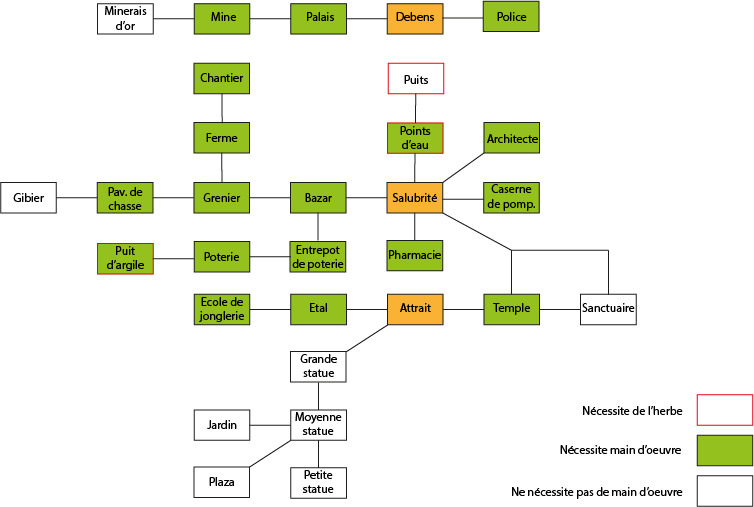 Minerais
d'or
Mine
Palais
Debens
Police
Chantier
Puits
Ferme
Points
d'eau
Architecte
Gibier
Pav. de
chasse
Grenier
Bazar
Salubrité
Caserne
de pomp.
Puit
d'argile
Poterie
Entrepot
de poterie
Pharmacie
Ecole de
jonglerie
Etal
Attrait
Temple
Sanctuaire
Grande
statue
Jardin
Moyenne
statue
Plaza
Petite
statue
Nécessite de l'herbe
Nécessite main d'oeuvre
Ne nécessite pas de main d'oeuvre